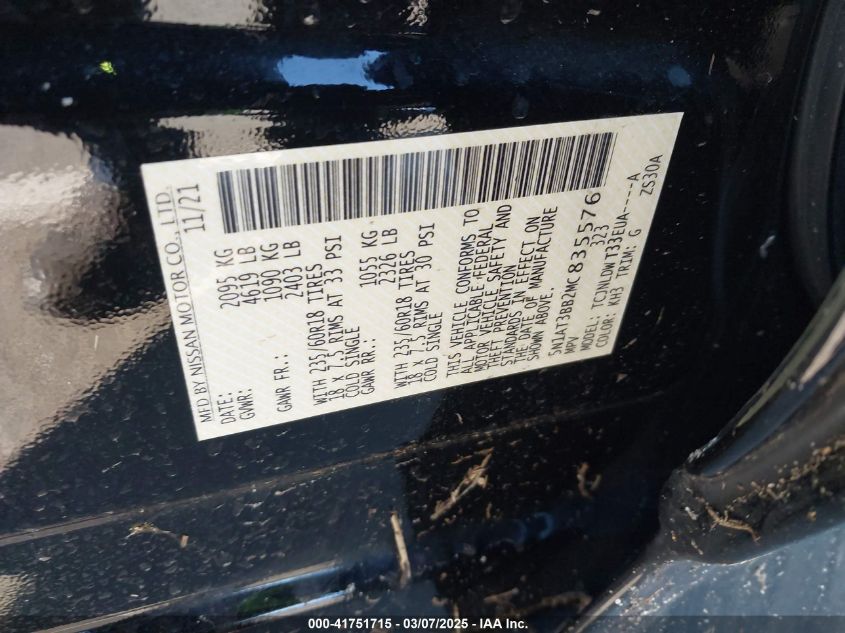 MFD BY NISSAN MOTOR CO., LTD.
DATE: 11/21
GVWR: 2095 KG
4619 LB
GAWR FR.: 1090 KG
2403 LB
WITH 235/60R18 TIRES
18 X 7.5 RIMS AT 33 PSI
COLD SINGLE
GAWR RR.: 1055 KG
2326 LB
WITH 235/60R18 TIRES
18 X 7.5 RIMS AT 30 PSI
COLD SINGLE
THIS VEHICLE CONFORMS TO
ALL APPLICABLE FEDERAL
MOTOR VEHICLE SAFETY AND
THEFT PREVENTION
STANDARDS IN EFFECT ON
THE DATE OF MANUFACTURE
SHOWN ABOVE.
5N1AT3BB2MC835576
MPV 323
MODEL: TCJNLDWT33EUA----A
COLOR: KH3 TRIM: G ZS30A
000-41751715 - 03/07/2025 - IAA Inc.